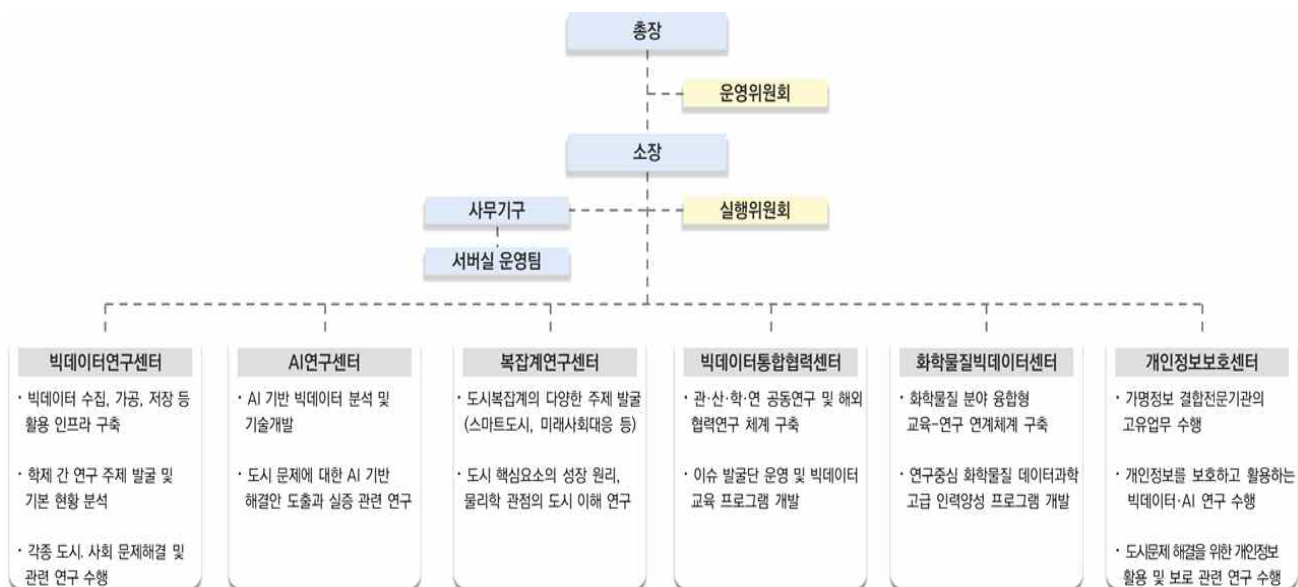 총장
운영위원회
소장
사무기구
실행위원회
서버실 운영팀
빅데이터연구센터
· 빅데이터 수집, 가공, 저장 등
활용 인프라 구축
· 학제 간 연구 주제 발굴 및
기본 현황 분석
· 각종 도시. 사회 문제해결 및
관련 연구 수행
AI연구센터
· AI 기반 빅데이터 분석 및
기술개발
· 도시 문제에 대한 AI 기반
해결안 도출과 실증 관련 연구
복잡계연구센터
· 도시복잡계의 다양한 주제 발굴
(스마트도시, 미래사회대응 등)
· 도시 핵심요소의 성장 원리,
물리학 관점의 도시 이해 연구
빅데이터통합협력센터
· 관·산·학·연 공동연구 및 해외
협력연구 체계 구축
· 이슈 발굴단 운영 및 빅데이터
교육 프로그램 개발
화학물질빅데이터센터
· 화학물질 분야 융합형
교육-연구 연계체계 구축
· 연구중심 화학물질 데이터과학
고급 인력양성 프로그램 개발
개인정보보호센터
· 가명정보 결합전문기관의
고유업무 수행
· 개인정보를 보호하고 활용하는
빅데이터·AI 연구 수행
· 도시문제 해결을 위한 개인정보
활용 및 보로 관련 연구 수행